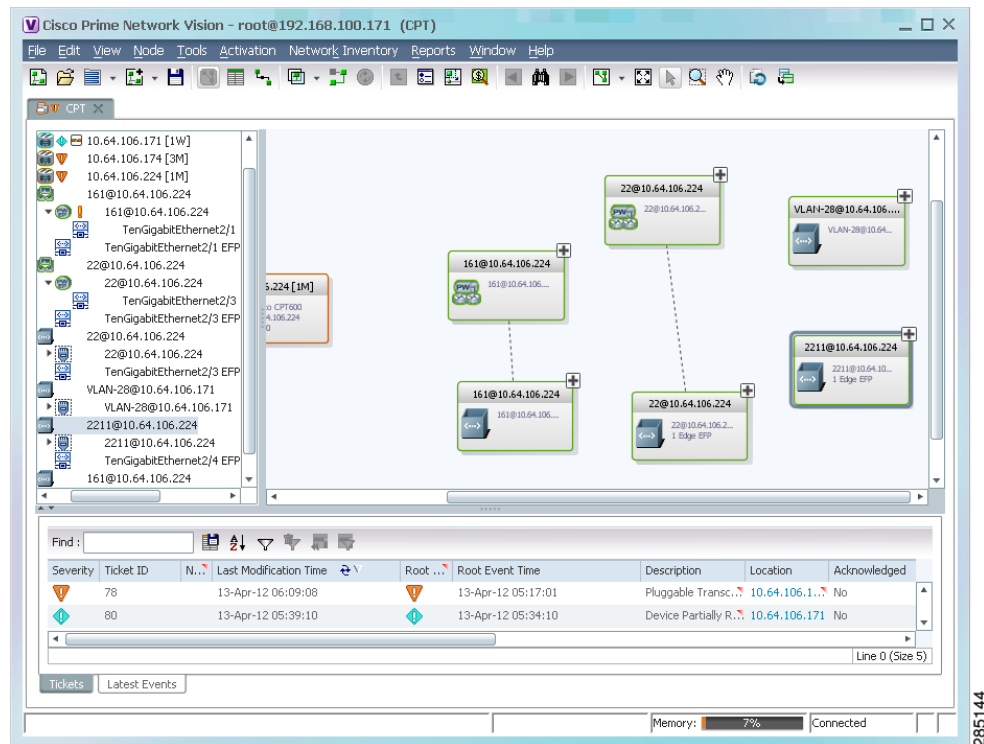 Cisco Prime Network Vision - root@192.168.100.171 (CPT)
File Edit View Node Tools Activation Network Inventory Reports Window Help
CPT
10.64.106.171 [1W]
10.64.106.174 [3M]
10.64.106.224 [1M]
161@10.64.106.224
161@10.64.106.224
TenGigabitEthernet2/1
TenGigabitEthernet2/1 EFP
22@10.64.106.224
22@10.64.106.224
TenGigabitEthernet2/3
TenGigabitEthernet2/3 EFP
22@10.64.106.224
22@10.64.106.224
TenGigabitEthernet2/3 EFP
VLAN-28@10.64.106.171
VLAN-28@10.64.106.171
2211@10.64.106.224
2211@10.64.106.224
TenGigabitEthernet2/4 EFP
161@10.64.106.224
5.224 [1M]
co CPT600
4.106.224
0
161@10.64.106.224
PW
161@10.64.106....
161@10.64.106.224
161@10.64.106....
22@10.64.106.224
PW
22@10.64.106.2...
22@10.64.106.224
22@10.64.106.2...
1 Edge EFP
VLAN-28@10.64.106....
VLAN-28@10.64...
2211@10.64.106.224
2211@10.64.10...
1 Edge EFP
Find :
Severity Ticket ID N... Last Modification Time Root ... Root Event Time Description Location Acknowledged
78 13-Apr-12 06:09:08 13-Apr-12 05:17:01 Pluggable Transc... 10.64.106.1... No
80 13-Apr-12 05:39:10 13-Apr-12 05:34:10 Device Partially R... 10.64.106.171 No
Line 0 (Size 5)
Tickets Latest Events
Memory: 7% Connected
285144